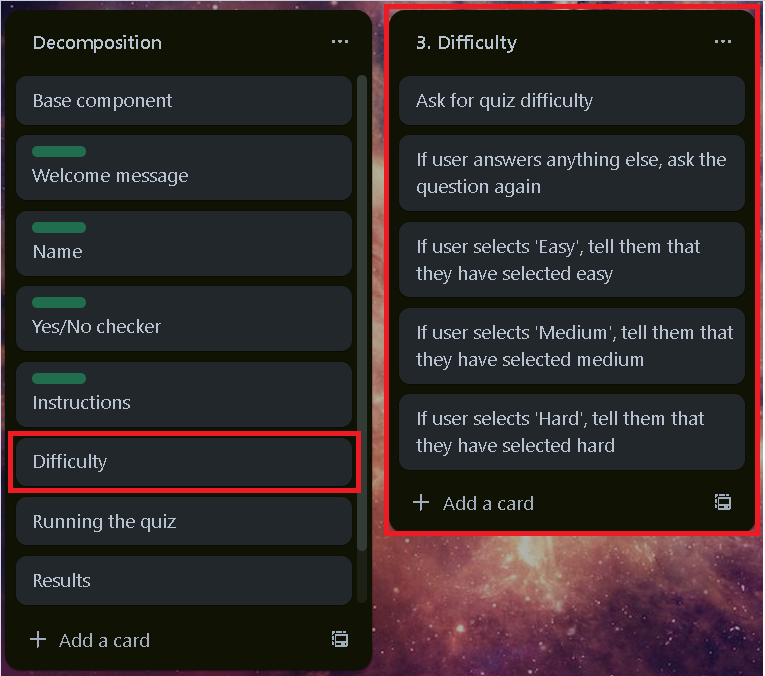 Decomposition
Base component
Welcome message
Name
Yes/No checker
Instructions
Difficulty
Running the quiz
Results
Add a card
3. Difficulty
Ask for quiz difficulty
If user answers anything else, ask the
question again
If user selects 'Easy', tell them that
they have selected easy
If user selects 'Medium', tell them that
they have selected medium
If user selects 'Hard', tell them that
they have selected hard
Add a card